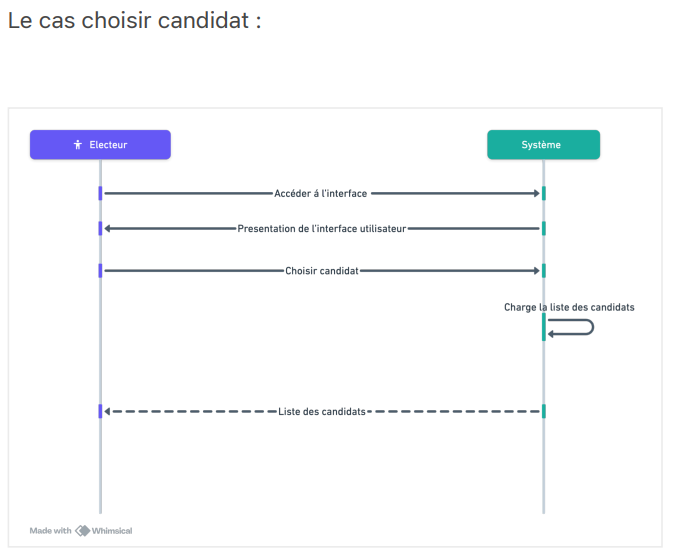 Le cas choisir candidat :
Electeur
Système
Accéder á l'interface
Presentation de l'interface utilisateur
Choisir candidat
Charge la liste des candidats
Liste des candidats
Made with Whimsical